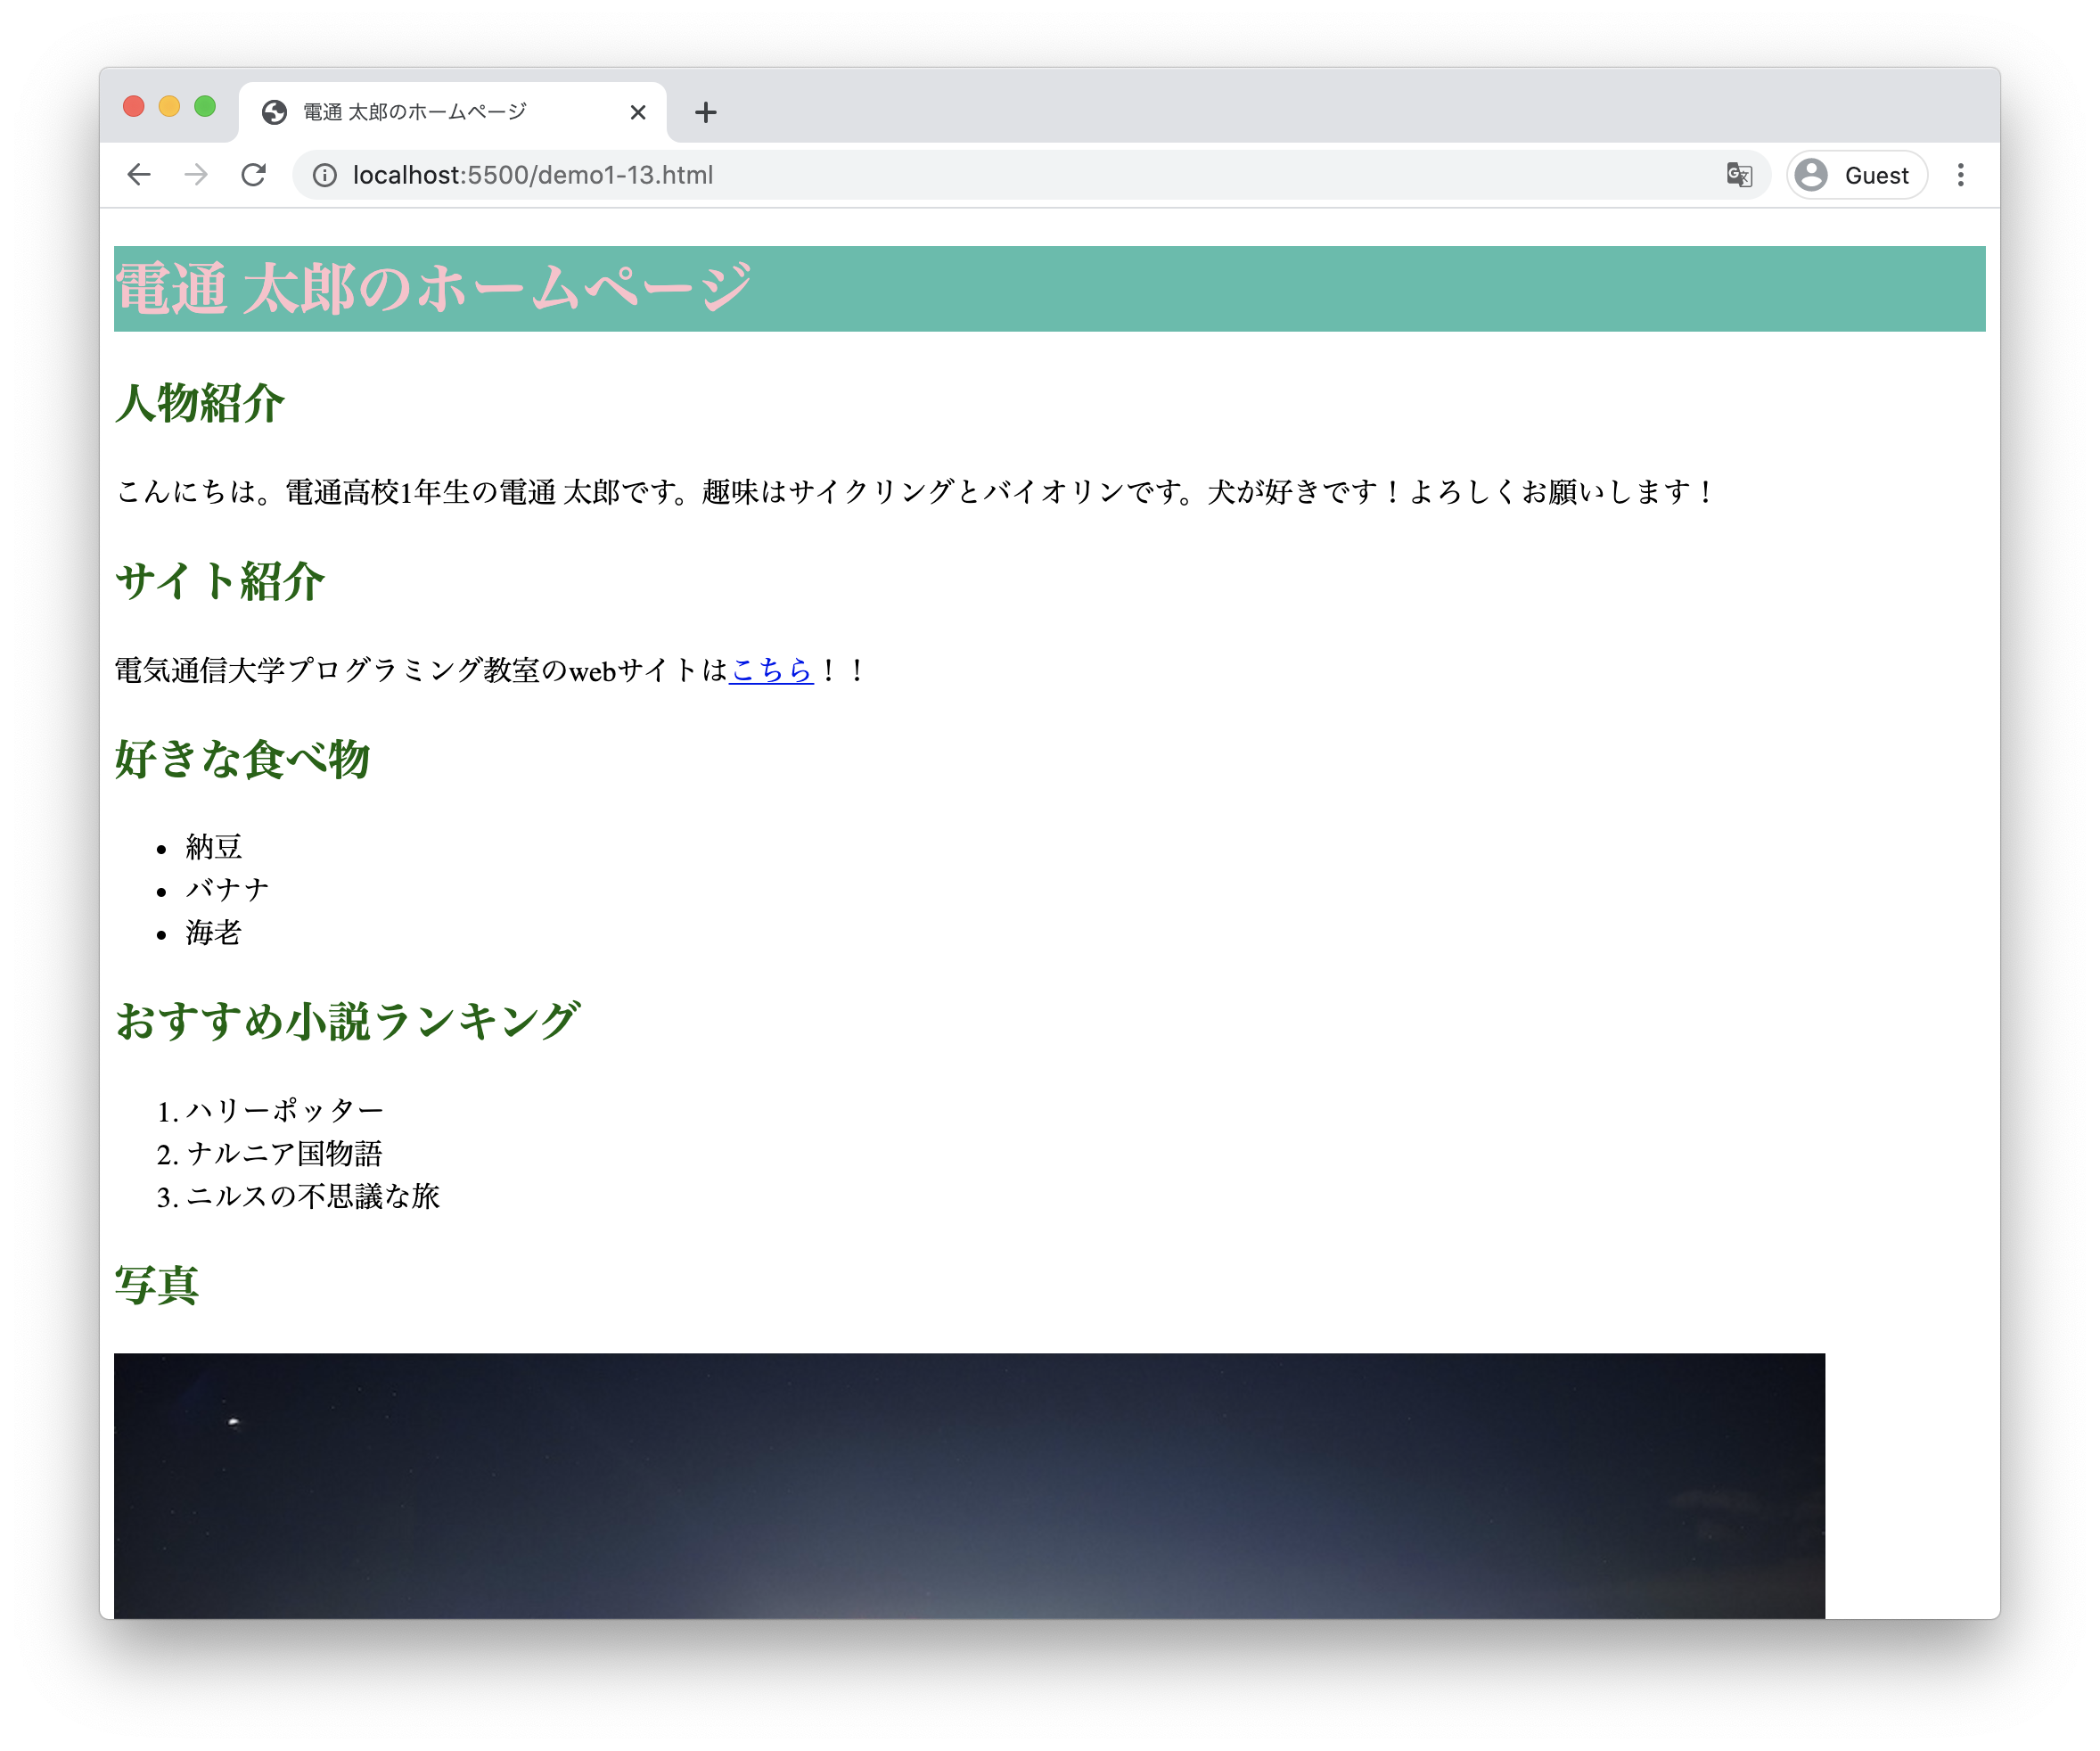 電通 太郎のホームページ
localhost:5500/demo1-13.html
Guest
電通 太郎のホームページ
人物紹介
こんにちは。電通高校1年生の電通 太郎です。趣味はサイクリングとバイオリンです。犬が好きです！よろしくお願いします！
サイト紹介
電気通信大学プログラミング教室のwebサイトはこちら！！
好きな食べ物
• 納豆
• バナナ
• 海老
おすすめ小説ランキング
1. ハリーポッター
2. ナルニア国物語
3. ニルスの不思議な旅
写真